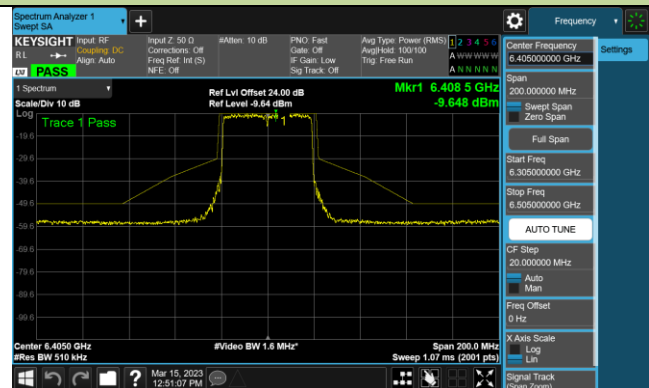 Spectrum Analyzer 1
Swept SA
+
Frequency
KEYSIGHT
R L
LXI
PASS
Input: RF
Coupling: DC
Align: Auto
Input Z: 50 Ω
Corrections: Off
Freq Ref: Int (S)
NFE: Off
#Atten: 10 dB
PNO: Fast
Gate: Off
IF Gain: Low
Sig Track: Off
Avg Type: Power (RMS)
Avg|Hold: 100/100
Trig: Free Run
1 2 3 4 5 6
A W W W W W
A N N N N N
1 Spectrum
Scale/Div 10 dB
Log
Ref Lvl Offset 24.00 dB
Ref Level -9.64 dBm
Mkr1 6.408 5 GHz
-9.648 dBm
Trace 1 Pass
1
-19.6
-29.6
-39.6
-49.6
-59.6
-69.6
-79.6
-89.6
-99.6
Center 6.4050 GHz
#Res BW 510 kHz
#Video BW 1.6 MHz*
Span 200.0 MHz
Sweep 1.07 ms (2001 pts)
?
Mar 15, 2023
12:51:07 PM
Center Frequency
6.405000000 GHz
Settings
Span
200.000000 MHz
Swept Span
Zero Span
Full Span
Start Freq
6.305000000 GHz
Stop Freq
6.505000000 GHz
AUTO TUNE
CF Step
20.000000 MHz
Auto
Man
Freq Offset
0 Hz
X Axis Scale
Log
Lin
Signal Track
(Span Zoom)